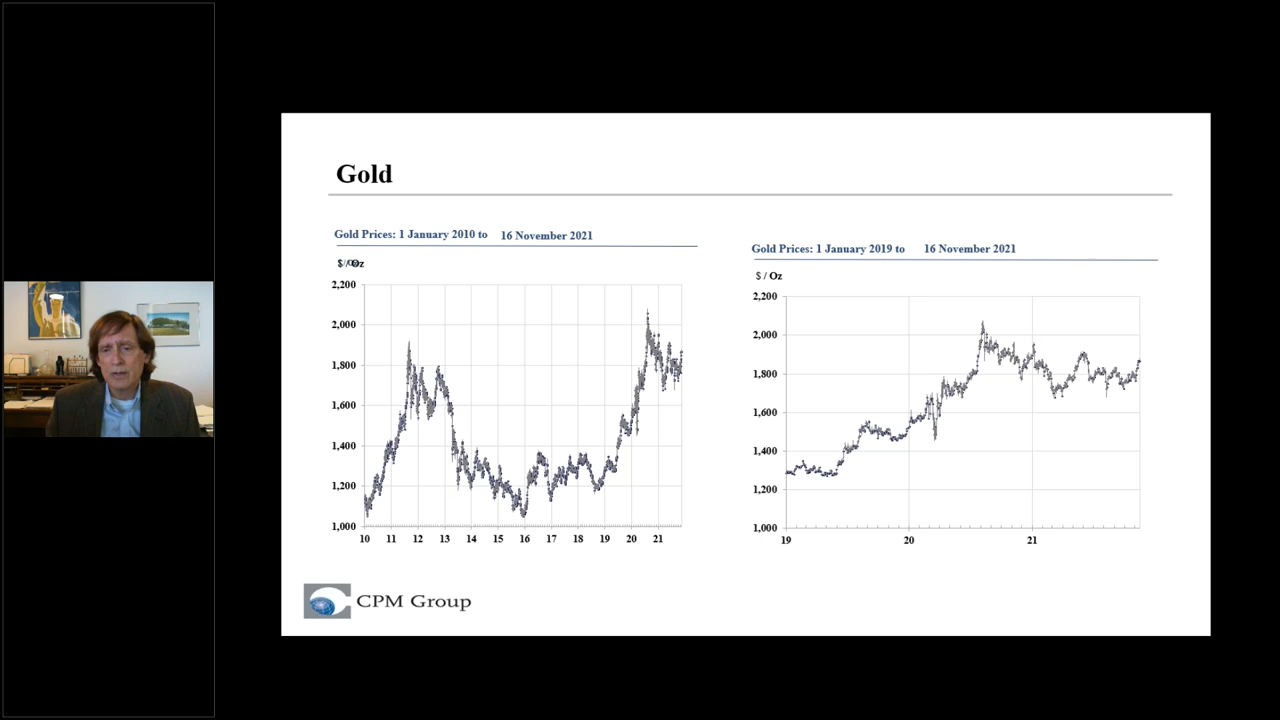 Gold
Gold Prices: 1 January 2010 to 16 November 2021
$ / Oz
2,200
2,000
1,800
1,600
1,400
1,200
1,000
10 11 12 13 14 15 16 17 18 19 20 21
Gold Prices: 1 January 2019 to 16 November 2021
$ / Oz
2,200
2,000
1,800
1,600
1,400
1,200
1,000
19 20 21
CPM Group